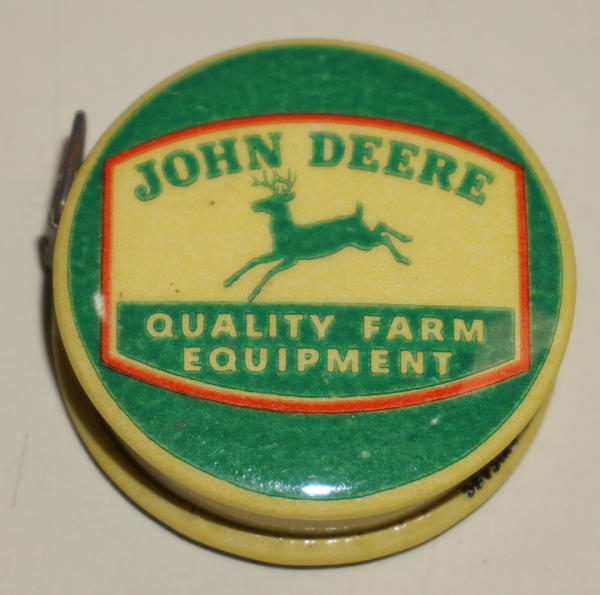 JOHN DEERE
QUALITY FARM
EQUIPMENT